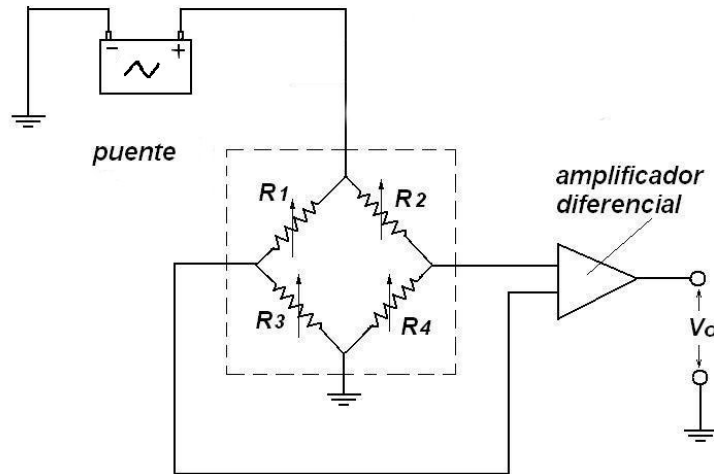 - +
puente
R1
R2
R3
R4
amplificador
diferencial
Vo